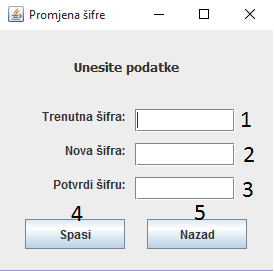 Promjena šifre
Unesite podatke
Trenutna šifra: 1
Nova šifra: 2
Potvrdi šifru: 3
4 5
Spasi Nazad